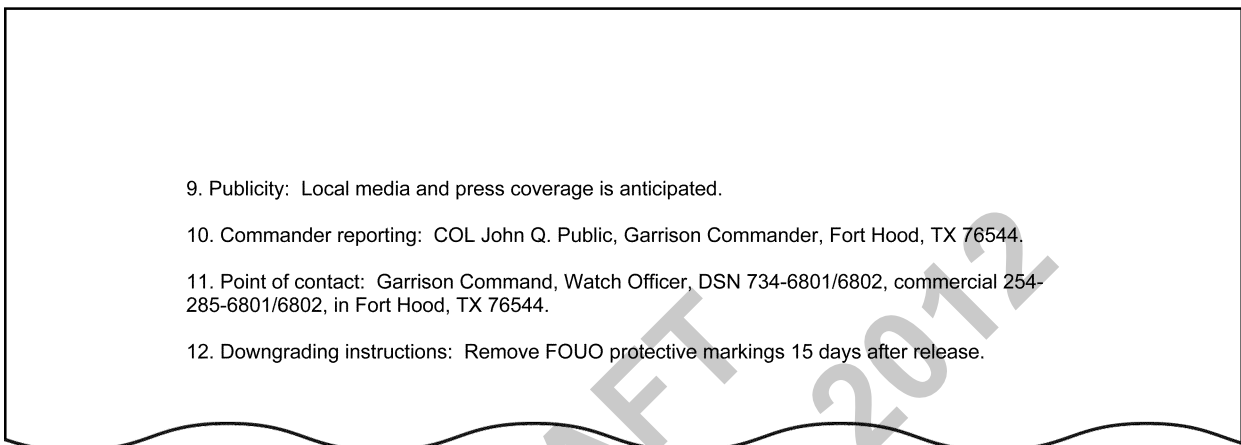 9. Publicity:  Local media and press coverage is anticipated.
10. Commander reporting:  COL John Q. Public, Garrison Commander, Fort Hood, TX 76544.
11. Point of contact:  Garrison Command, Watch Officer, DSN 734-6801/6802, commercial 254-
285-6801/6802, in Fort Hood, TX 76544.
12. Downgrading instructions:  Remove FOUO protective markings 15 days after release.
AFT
2012